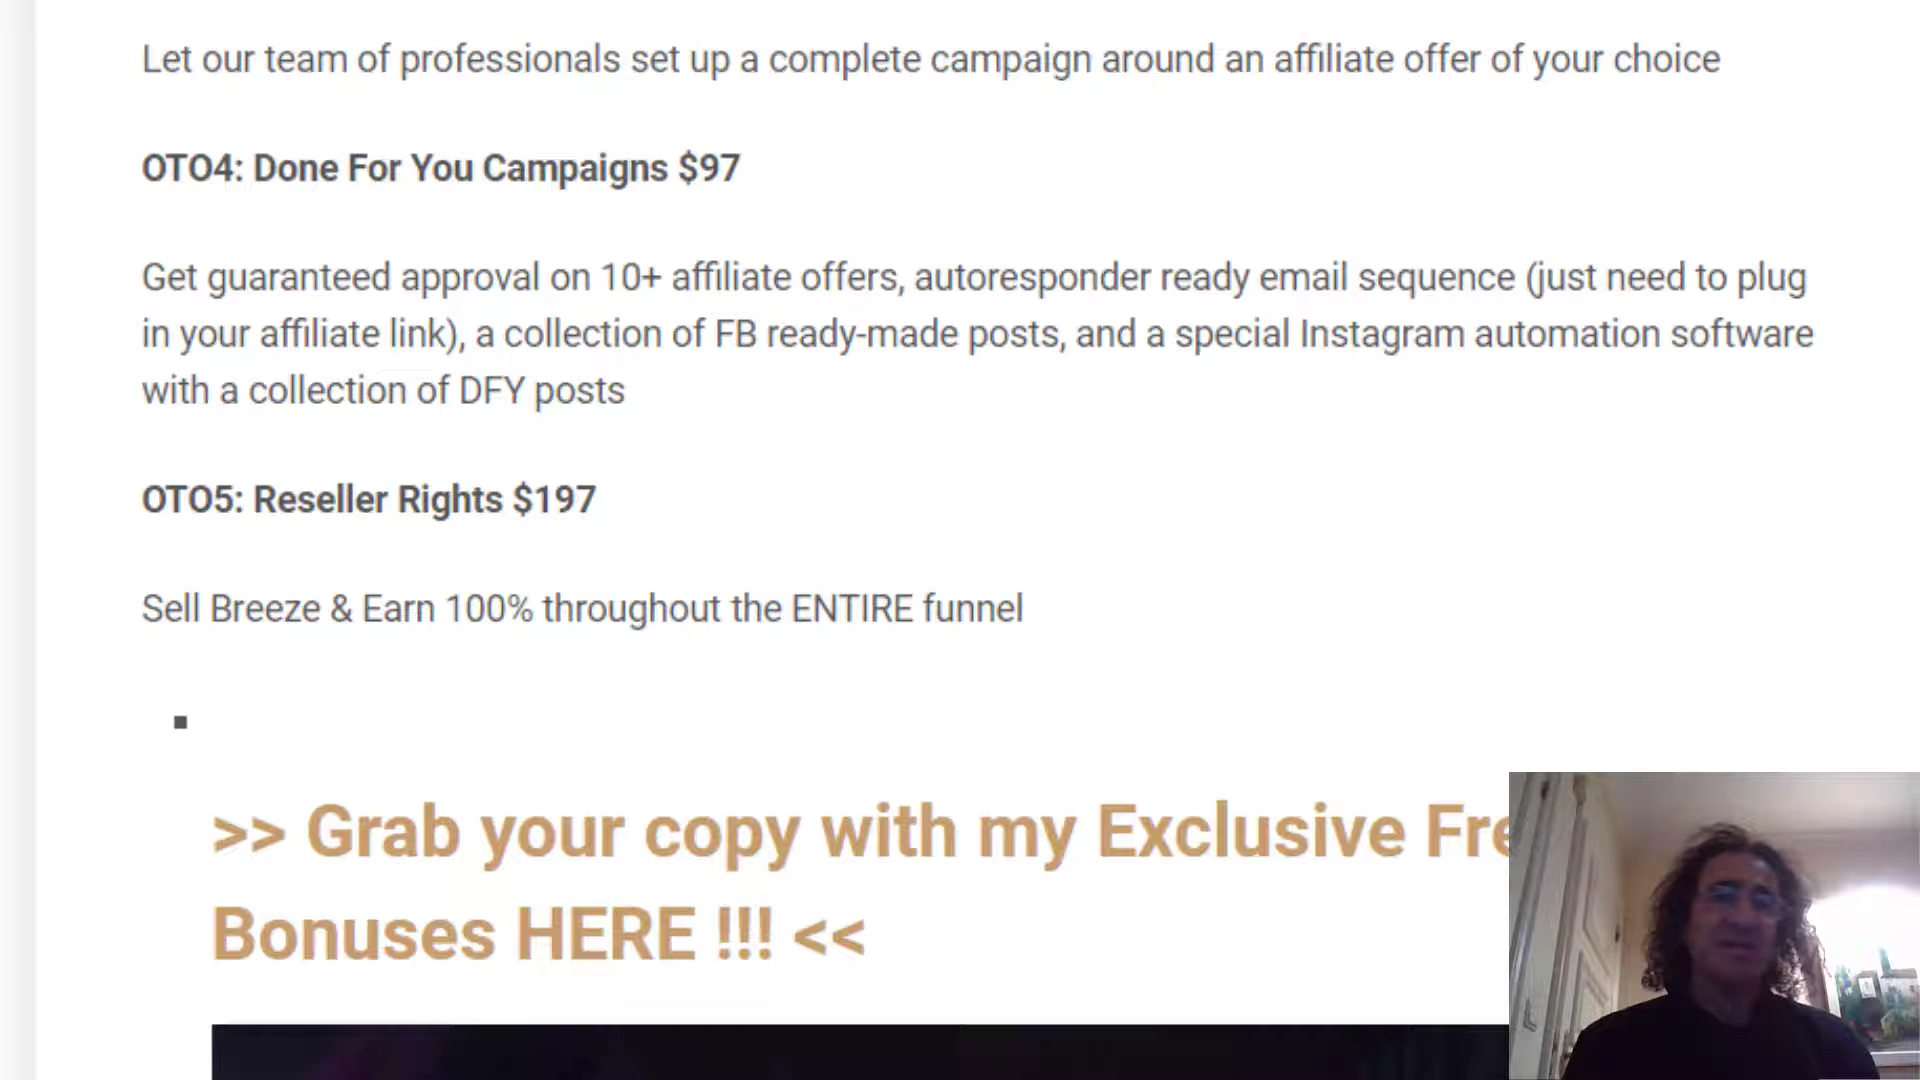 Let our team of professionals set up a complete campaign around an affiliate offer of your choice
OTO4: Done For You Campaigns $97
Get guaranteed approval on 10+ affiliate offers, autoresponder ready email sequence (just need to plug
in your affiliate link), a collection of FB ready-made posts, and a special Instagram automation software
with a collection of DFY posts
OTO5: Reseller Rights $197
Sell Breeze & Earn 100% throughout the ENTIRE funnel
>> Grab your copy with my Exclusive
Bonuses HERE !!! <<